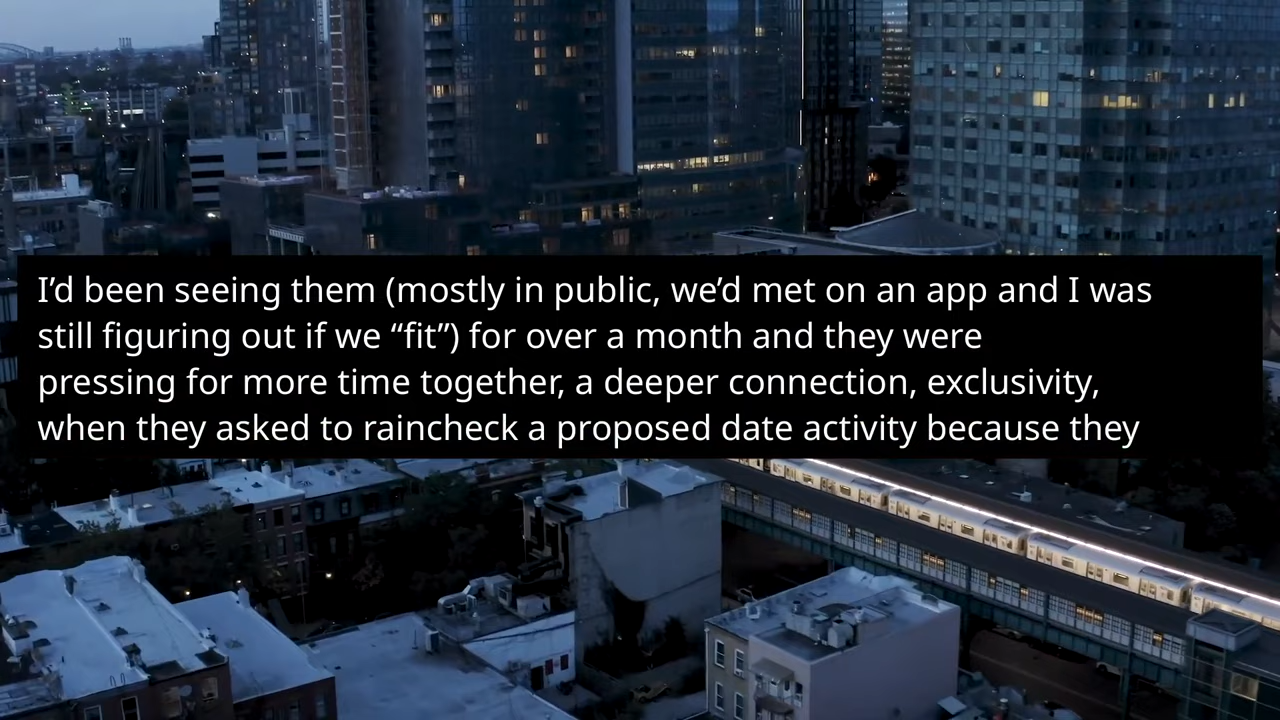 I’d been seeing them (mostly in public, we’d met on an app and I was
still figuring out if we “fit”) for over a month and they were
pressing for more time together, a deeper connection, exclusivity,
when they asked to raincheck a proposed date activity because they